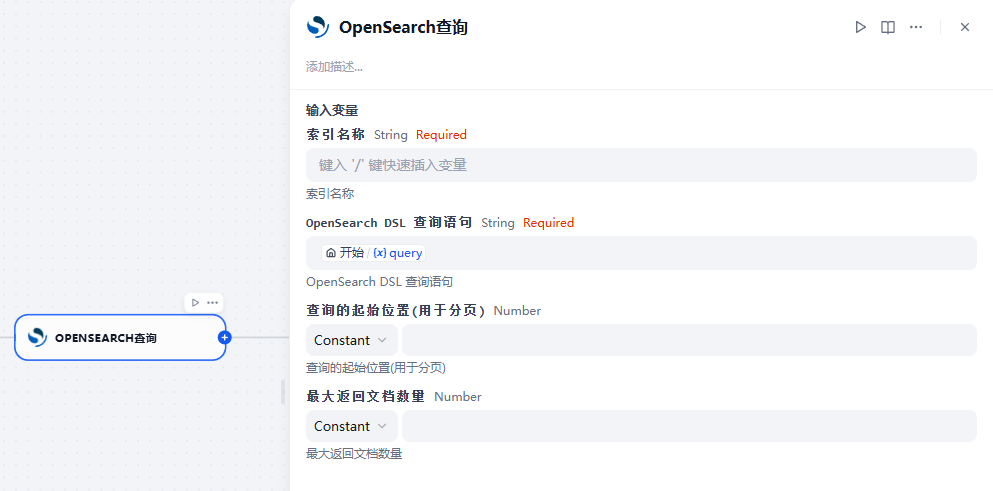 OpenSearch查询
添加描述...
输入变量
索引名称 String Required
键入 '/' 键快速插入变量
索引名称
OpenSearch DSL 查询语句 String Required
开始 / {x} query
OpenSearch DSL 查询语句
查询的起始位置(用于分页) Number
Constant
查询的起始位置(用于分页)
最大返回文档数量 Number
Constant
最大返回文档数量
OPENSEARCH查询